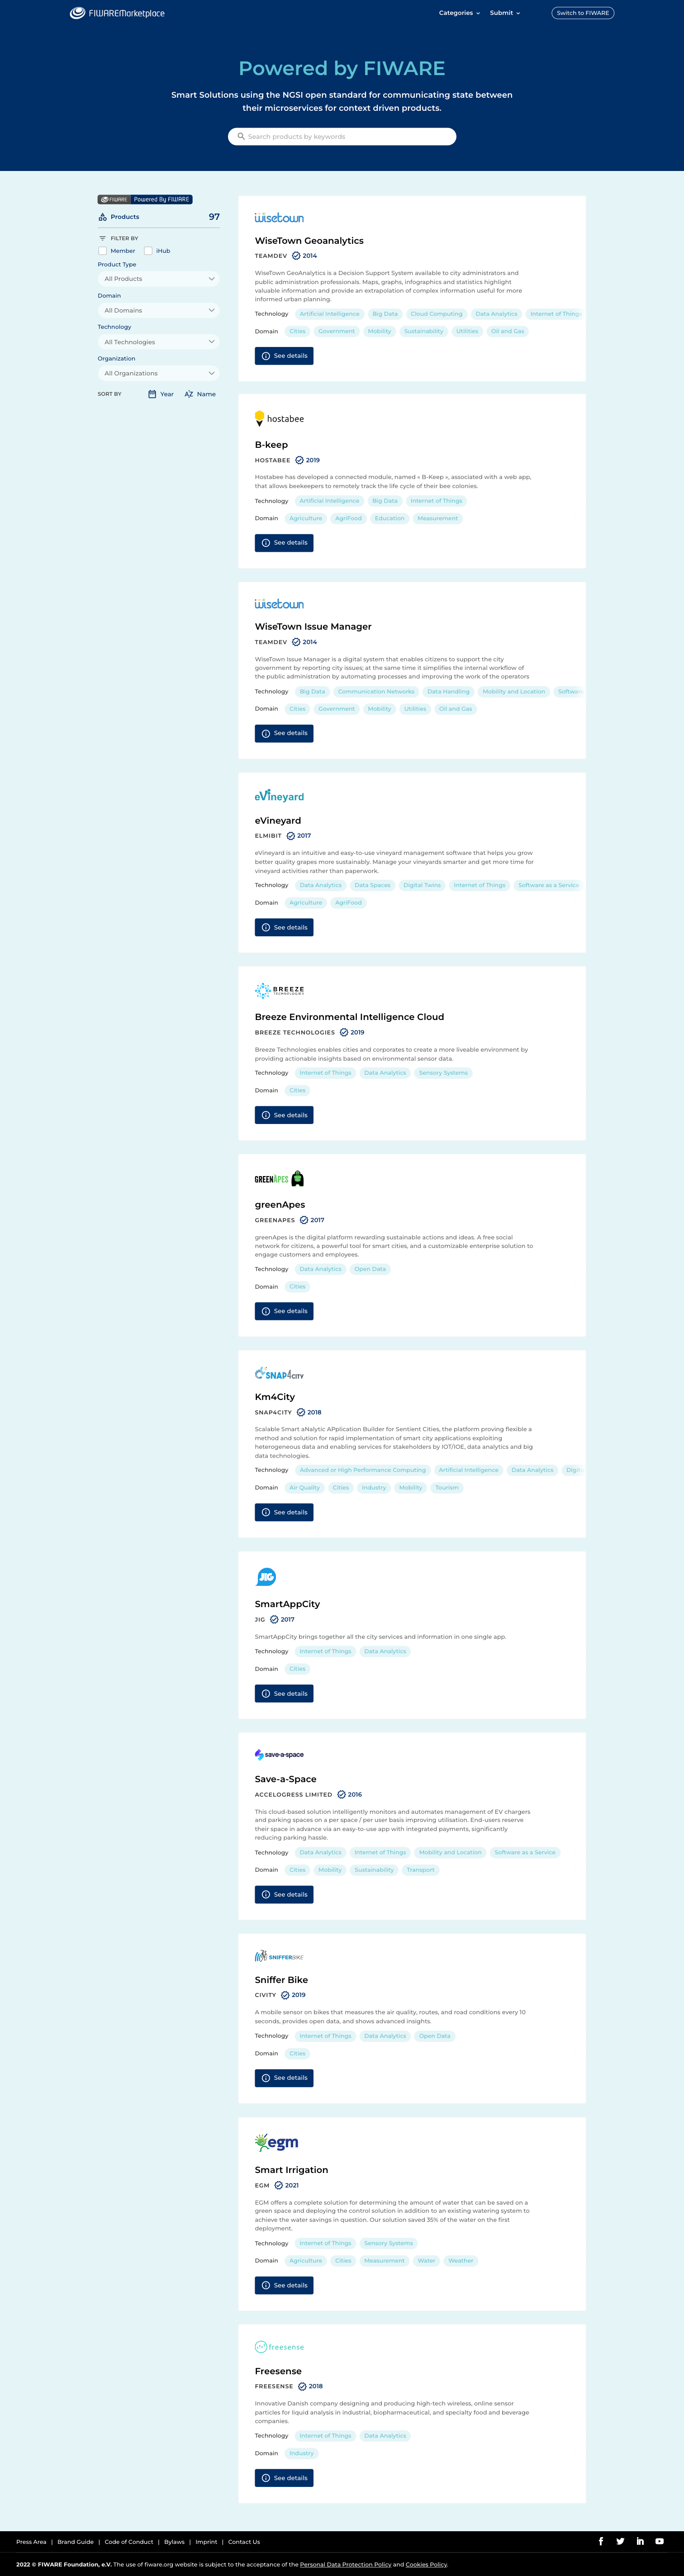 FIWARE Marketplace
Categories
Submit
Switch to FIWARE
Powered by FIWARE
Smart Solutions using the NGSI open standard for communicating state between
their microservices for context driven products.
Search products by keywords
FIWARE Powered By FIWARE
Products 97
FILTER BY
Member iHub
Product Type
All Products
Domain
All Domains
Technology
All Technologies
Organization
All Organizations
SORT BY Year Name
wisetown
WiseTown Geoanalytics
TEAMDEV 2014
WiseTown GeoAnalytics is a Decision Support System available to city administrators and
public administration professionals. Maps, graphs, infographics and statistics highlight
valuable information and provide an extrapolation of complex information useful for more
informed urban planning.
Technology Artificial Intelligence Big Data Cloud Computing Data Analytics Internet of Things
Domain Cities Government Mobility Sustainability Utilities Oil and Gas
See details
hostabee
B-keep
HOSTABEE 2019
Hostabee has developed a connected module, named « B-Keep », associated with a web app,
that allows beekeepers to remotely track the life cycle of their bee colonies.
Technology Artificial Intelligence Big Data Internet of Things
Domain Agriculture AgriFood Education Measurement
See details
wisetown
WiseTown Issue Manager
TEAMDEV 2014
WiseTown Issue Manager is a digital system that enables citizens to support the city
government by reporting city issues; at the same time it simplifies the internal workflow of
the public administration by automating processes and improving the work of the operators
Technology Big Data Communication Networks Data Handling Mobility and Location Softwa
Domain Cities Government Mobility Utilities Oil and Gas
See details
eVineyard
eVineyard
ELMIBIT 2017
eVineyard is an intuitive and easy-to-use vineyard management software that helps you grow
better quality grapes more sustainably. Manage your vineyards smarter and get more time for
vineyard activities rather than paperwork.
Technology Data Analytics Data Spaces Digital Twins Internet of Things Software as a Service
Domain Agriculture AgriFood
See details
BREEZE
TECHNOLOGIES
Breeze Environmental Intelligence Cloud
BREEZE TECHNOLOGIES 2019
Breeze Technologies enables cities and corporates to create a more liveable environment by
providing actionable insights based on environmental sensor data.
Technology Internet of Things Data Analytics Sensory Systems
Domain Cities
See details
GREENAPES
greenApes
GREENAPES 2017
greenApes is the digital platform rewarding sustainable actions and ideas. A free social
network for citizens, a powerful tool for smart cities, and a customizable enterprise solution to
engage customers and employees.
Technology Data Analytics Open Data
Domain Cities
See details
SNAP4CITY
Km4City
SNAP4CITY 2018
Scalable Smart aNalytic APplication Builder for Sentient Cities, the platform proving flexible a
method and solution for rapid implementation of smart city applications exploiting
heterogeneous data and enabling services for stakeholders by IOT/IOE, data analytics and big
data technologies.
Technology Advanced or High Performance Computing Artificial Intelligence Data Analytics Digit
Domain Air Quality Cities Industry Mobility Tourism
See details
JIG
SmartAppCity
JIG 2017
SmartAppCity brings together all the city services and information in one single app.
Technology Internet of Things Data Analytics
Domain Cities
See details
save-a-space
Save-a-Space
ACCELOGRESS LIMITED 2016
This cloud-based solution intelligently monitors and automates management of EV chargers
and parking spaces on a per space / per user basis improving utilisation. End-users reserve
their space in advance via an easy-to-use app with integrated payments, significantly
reducing parking hassle.
Technology Data Analytics Internet of Things Mobility and Location Software as a Service
Domain Cities Mobility Sustainability Transport
See details
SNIFFERBIKE
Sniffer Bike
CIVITY 2019
A mobile sensor on bikes that measures the air quality, routes, and road conditions every 10
seconds, provides open data, and shows advanced insights.
Technology Internet of Things Data Analytics Open Data
Domain Cities
See details
egm
Smart Irrigation
EGM 2021
EGM offers a complete solution for determining the amount of water that can be saved on a
green space and deploying the control solution in addition to an existing watering system to
achieve the water savings in question. Our solution saved 35% of the water on the first
deployment.
Technology Internet of Things Sensory Systems
Domain Agriculture Cities Measurement Water Weather
See details
freesense
Freesense
FREESENSE 2018
Innovative Danish company designing and producing high-tech wireless, online sensor
particles for liquid analysis in industrial, biopharmaceutical, and specialty food and beverage
companies.
Technology Internet of Things Data Analytics
Domain Industry
See details
Press Area | Brand Guide | Code of Conduct | Bylaws | Imprint | Contact Us
2022 © FIWARE Foundation, e.V. The use of fiware.org website is subject to the acceptance of the Personal Data Protection Policy and Cookies Policy.